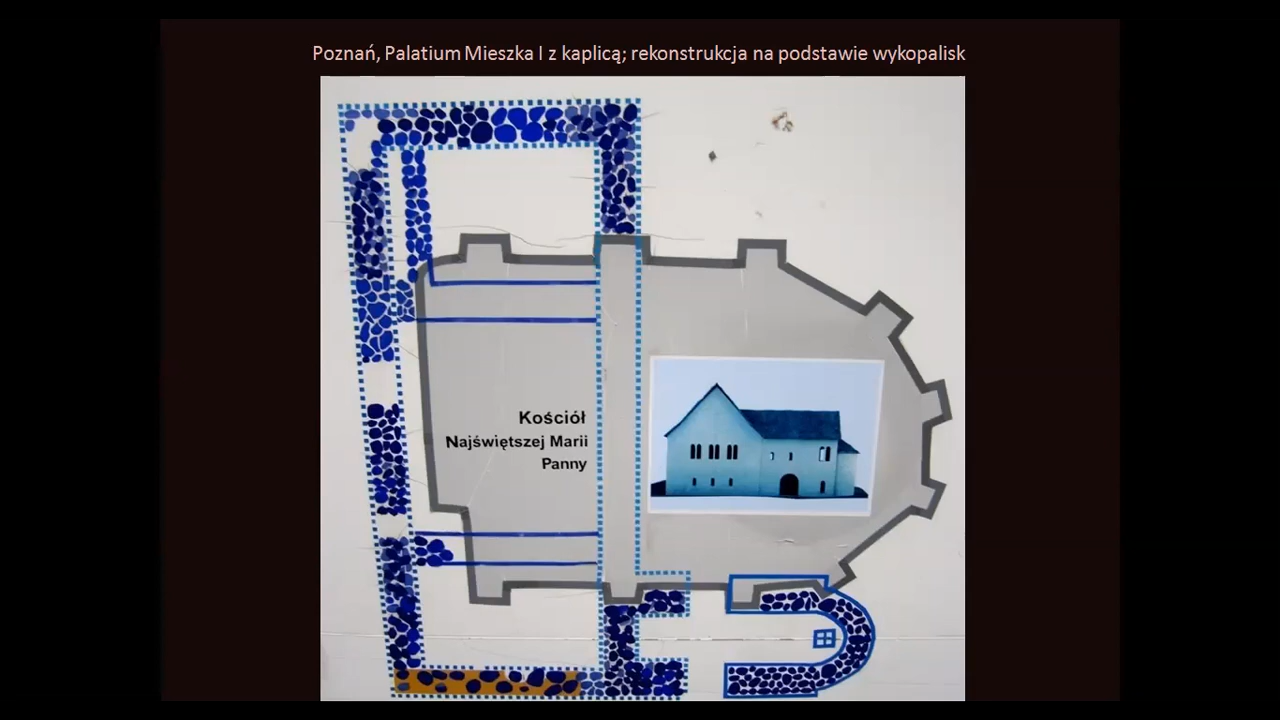 Poznań, Palatium Mieszka I z kaplicą; rekonstrukcja na podstawie wykopalisk
Kościół
Najświętszej Marii
Panny